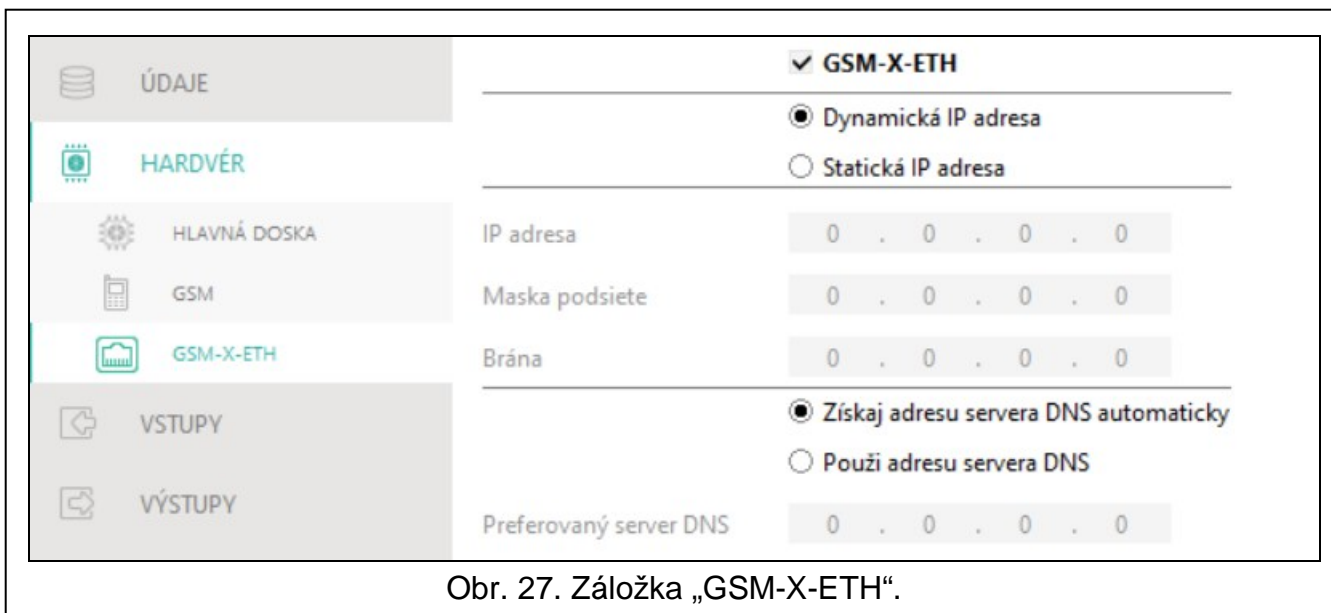 ÚDAJE
HARDVÉR
HLAVNÁ DOSKA
GSM
GSM-X-ETH
VSTUPY
VÝSTUPY
GSM-X-ETH
Dynamická IP adresa
Statická IP adresa
IP adresa 0 . 0 . 0 . 0
Maska podsiete 0 . 0 . 0 . 0
Brána 0 . 0 . 0 . 0
Získaj adresu servera DNS automaticky
Použi adresu servera DNS
Preferovaný server DNS 0 . 0 . 0 . 0
Obr. 27. Záložka „GSM-X-ETH“.